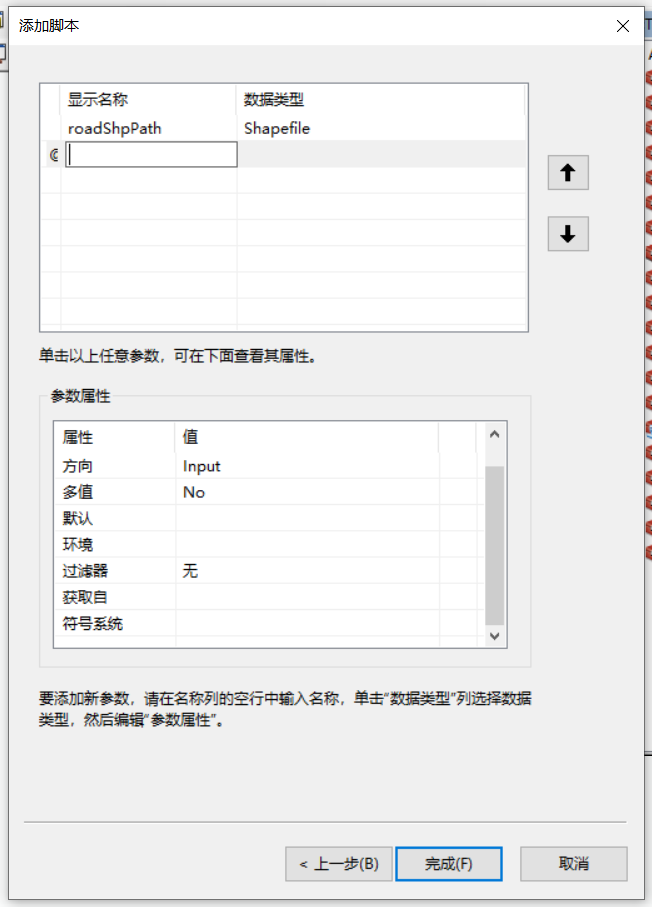 添加脚本
显示名称 数据类型
roadShpPath Shapefile
单击以上任意参数，可在下面查看其属性。
参数属性
属性 值
方向 Input
多值 No
默认
环境
过滤器 无
获取自
符号系统
要添加新参数，请在名称列的空行中输入名称，单击“数据类型”列选择数据
类型，然后编辑“参数属性”。
< 上一步(B) 完成(F) 取消